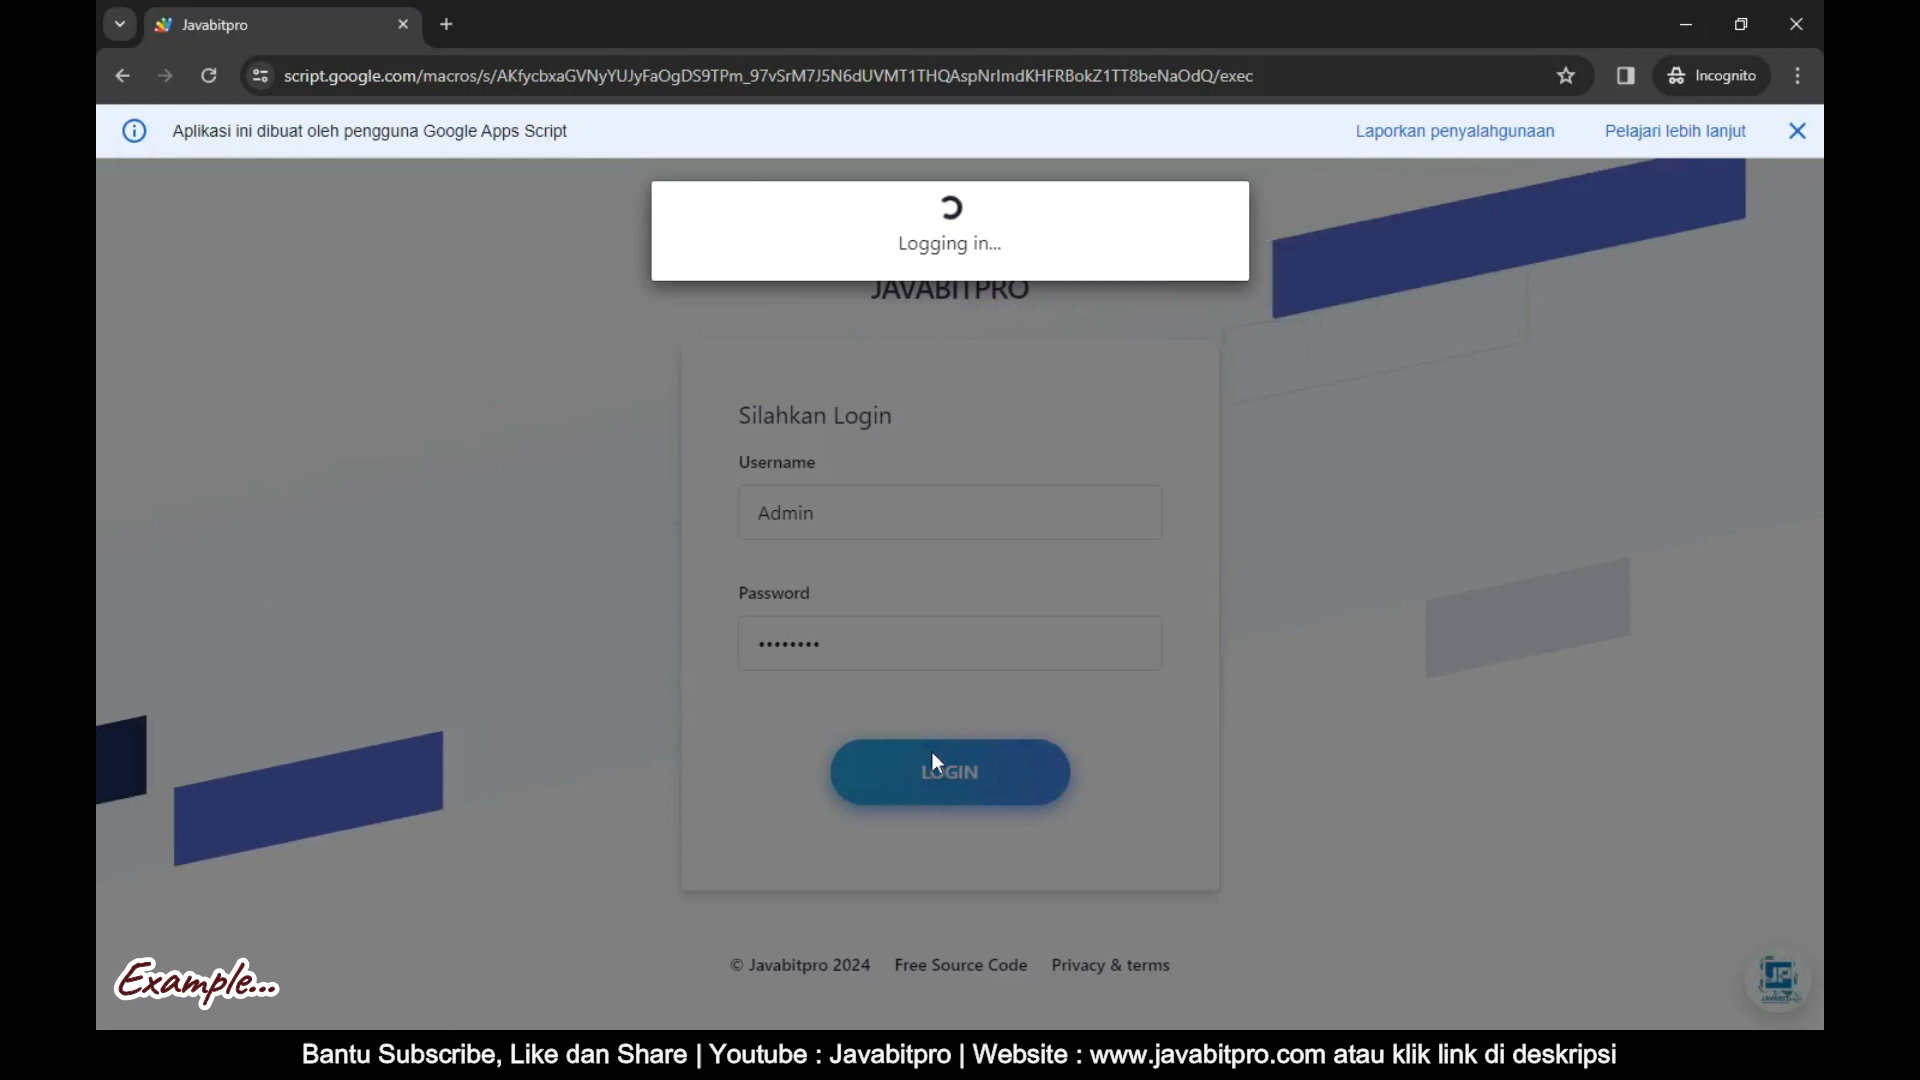 Javabitpro
script.google.com/macros/s/AKfycbxaGVNyYUJyFaOgDS9TPm_97vSrM7J5N6dUVMT1THQAspNrImdKHFRBokZ1TT8beNaOdQ/exec
Incognito
Aplikasi ini dibuat oleh pengguna Google Apps Script
Laporkan penyalahgunaan
Pelajari lebih lanjut
Logging in...
JAVABITPRO
Silahkan Login
Username
Admin
Password
••••••••
LOGIN
© Javabitpro 2024 Free Source Code Privacy & terms
Example...
JP
Bantu Subscribe, Like dan Share | Youtube : Javabitpro | Website : www.javabitpro.com atau klik link di deskripsi